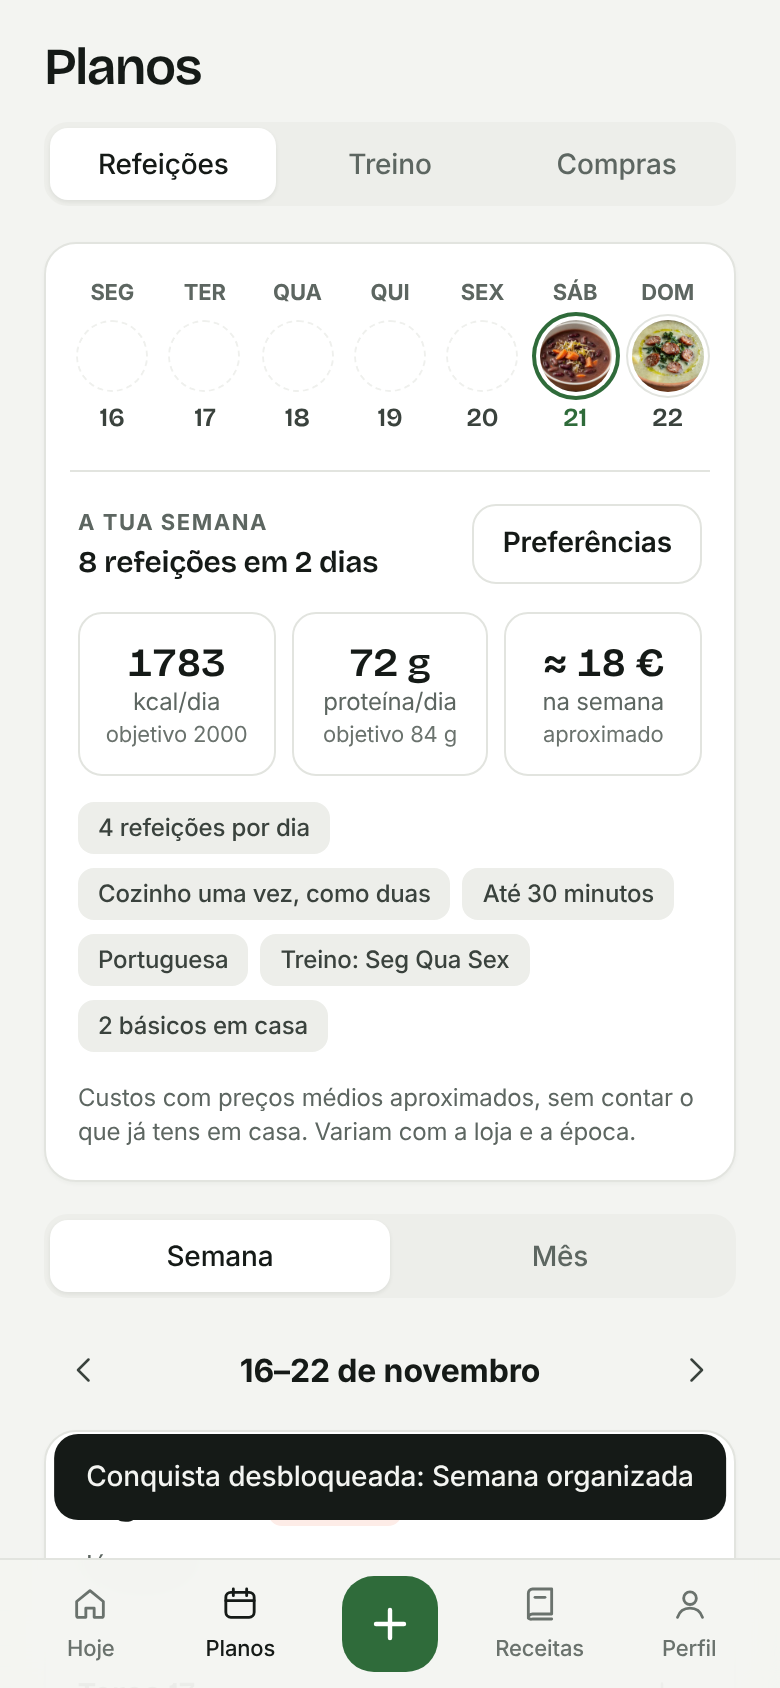 Planos
Refeições Treino Compras
SEG TER QUA QUI SEX SÁB DOM
16 17 18 19 20 21 22
A TUA SEMANA
8 refeições em 2 dias
Preferências
1783 72 g ≈ 18 €
kcal/dia proteína/dia na semana
objetivo 2000 objetivo 84 g aproximado
4 refeições por dia
Cozinho uma vez, como duas Até 30 minutos
Portuguesa Treino: Seg Qua Sex
2 básicos em casa
Custos com preços médios aproximados, sem contar o
que já tens em casa. Variam com a loja e a época.
Semana Mês
16–22 de novembro
Conquista desbloqueada: Semana organizada
Hoje Planos Receitas Perfil